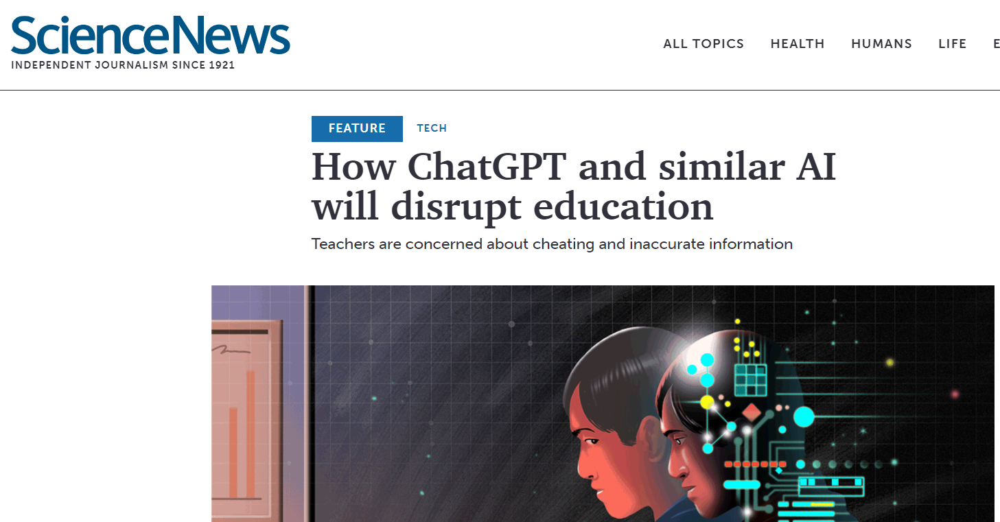 ScienceNews
INDEPENDENT JOURNALISM SINCE 1921
ALL TOPICS HEALTH HUMANS LIFE E
FEATURE TECH
How ChatGPT and similar AI
will disrupt education
Teachers are concerned about cheating and inaccurate information